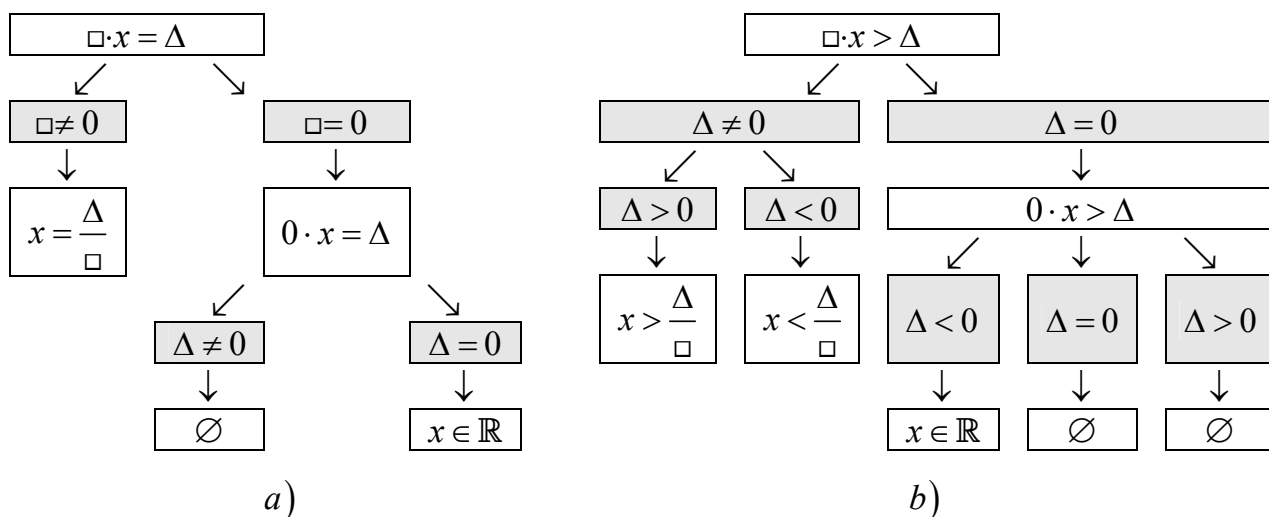 □·x = Δ
□≠ 0
□= 0
x = Δ/□
0 · x = Δ
Δ ≠ 0
Δ = 0
∅
x ∈ ℝ
a)
□·x > Δ
Δ ≠ 0
Δ = 0
Δ > 0
Δ < 0
0 · x > Δ
x > Δ/□
x < Δ/□
Δ < 0
Δ = 0
Δ > 0
x ∈ ℝ
∅
∅
b)